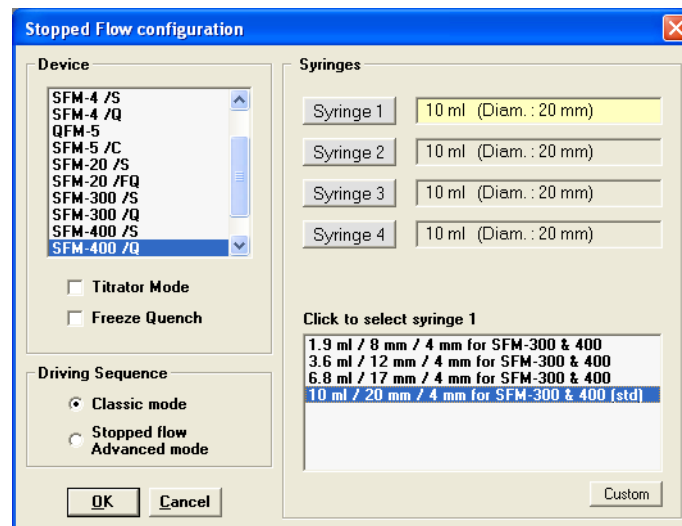 Stopped Flow configuration
Device
SFM-4 /S
SFM-4 /Q
QFM-5
SFM-5 /C
SFM-20 /S
SFM-20 /FQ
SFM-300 /S
SFM-300 /Q
SFM-400 /S
SFM-400 /Q
Titrator Mode
Freeze Quench
Driving Sequence
Classic mode
Stopped flow
Advanced mode
OK
Cancel
Syringes
Syringe 1 10 ml (Diam. : 20 mm)
Syringe 2 10 ml (Diam. : 20 mm)
Syringe 3 10 ml (Diam. : 20 mm)
Syringe 4 10 ml (Diam. : 20 mm)
Click to select syringe 1
1.9 ml / 8 mm / 4 mm for SFM-300 & 400
3.6 ml / 12 mm / 4 mm for SFM-300 & 400
6.8 ml / 17 mm / 4 mm for SFM-300 & 400
10 ml / 20 mm / 4 mm for SFM-300 & 400 (std)
Custom